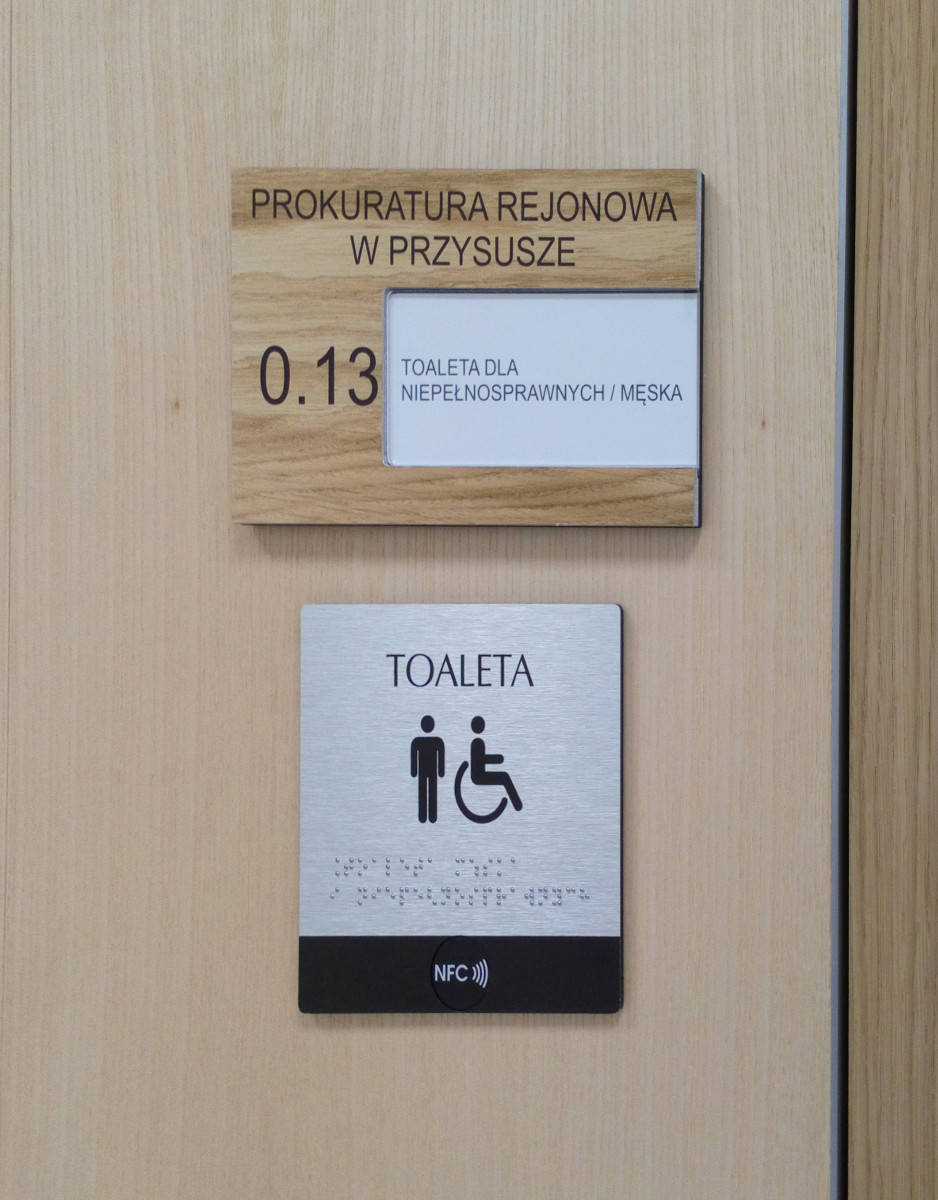 PROKURATURA REJONOWA
W PRZYSUSZE
0.13
TOALETA DLA
NIEPEŁNOSPRAWNYCH / MĘSKA
TOALETA
NFC